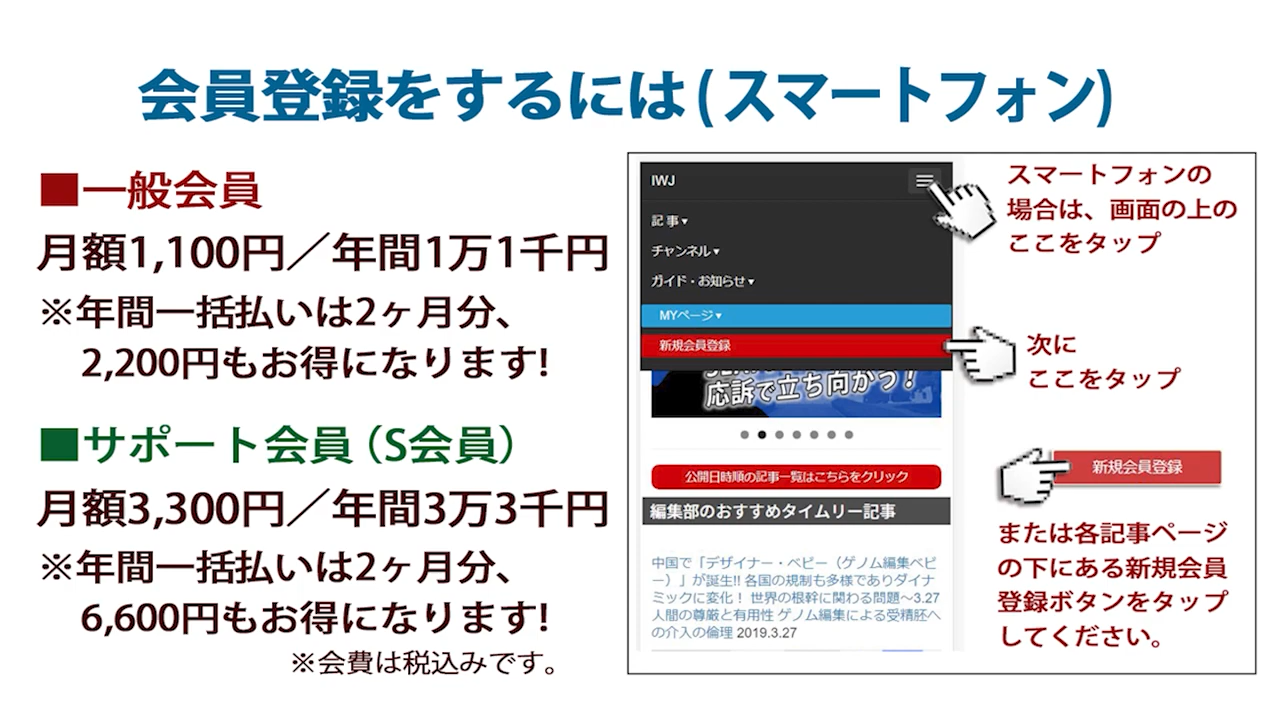 会員登録をするには(スマートフォン)
■一般会員
月額1,100円／年間1万1千円
※年間一括払いは2ヶ月分、
2,200円もお得になります!
■サポート会員（S会員）
月額3,300円／年間3万3千円
※年間一括払いは2ヶ月分、
6,600円もお得になります!
※会費は税込みです。
IWJ
記事▾
チャンネル▾
ガイド・お知らせ▾
MYページ▾
新規会員登録
応訴で立ち向かう！
公開日時順の記事一覧はこちらをクリック
編集部のおすすめタイムリー記事
中国で「デザイナー・ベビー（ゲノム編集ベビ
ー）」が誕生!! 各国の規制も多様でありダイナ
ミックに変化！ 世界の根幹に関わる問題～3.27
人間の尊厳と有用性 ゲノム編集による受精胚へ
の介入の倫理 2019.3.27
スマートフォンの
場合は、画面の上の
ここをタップ
次に
ここをタップ
新規会員登録
または各記事ページ
の下にある新規会員
登録ボタンをタップ
してください。